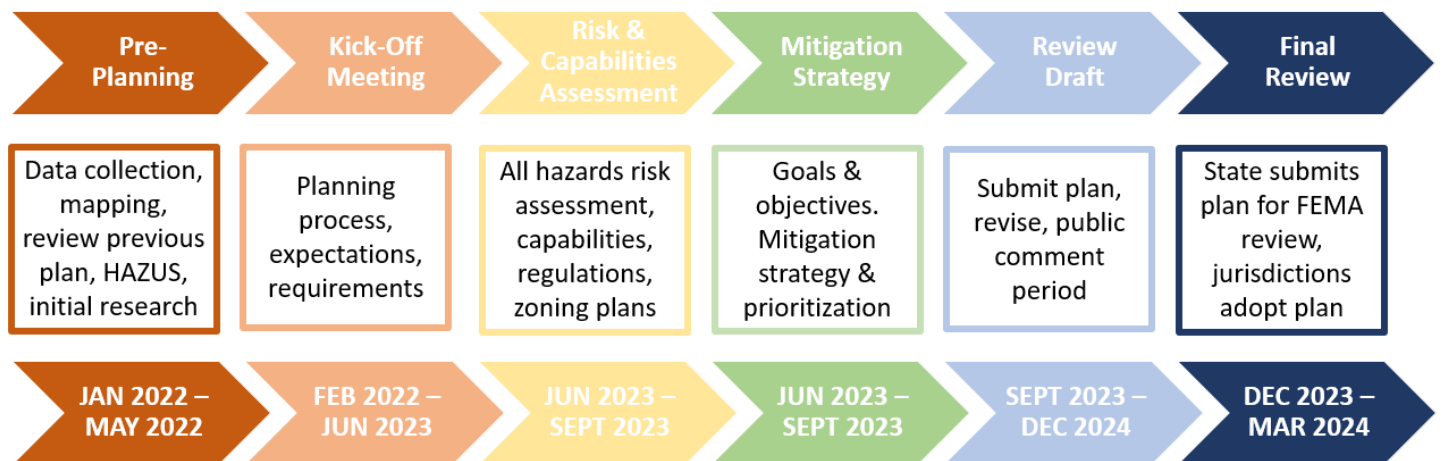 Pre-
Planning
Kick-Off
Meeting
Risk &
Capabilities
Assessment
Mitigation
Strategy
Review
Draft
Final
Review
Data collection,
mapping,
review previous
plan, HAZUS,
initial research
Planning
process,
expectations,
requirements
All hazards risk
assessment,
capabilities,
regulations,
zoning plans
Goals &
objectives.
Mitigation
strategy &
prioritization
Submit plan,
revise, public
comment
period
State submits
plan for FEMA
review,
jurisdictions
adopt plan
JAN 2022 –
MAY 2022
FEB 2022 –
JUN 2023
JUN 2023 –
SEPT 2023
JUN 2023 –
SEPT 2023
SEPT 2023 –
DEC 2024
DEC 2023 –
MAR 2024